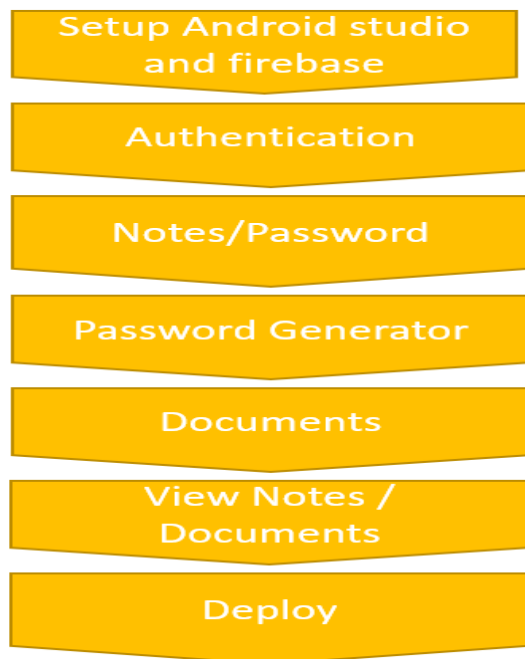 Setup Android studio
and firebase
Authentication
Notes/Password
Password Generator
Documents
View Notes /
Documents
Deploy